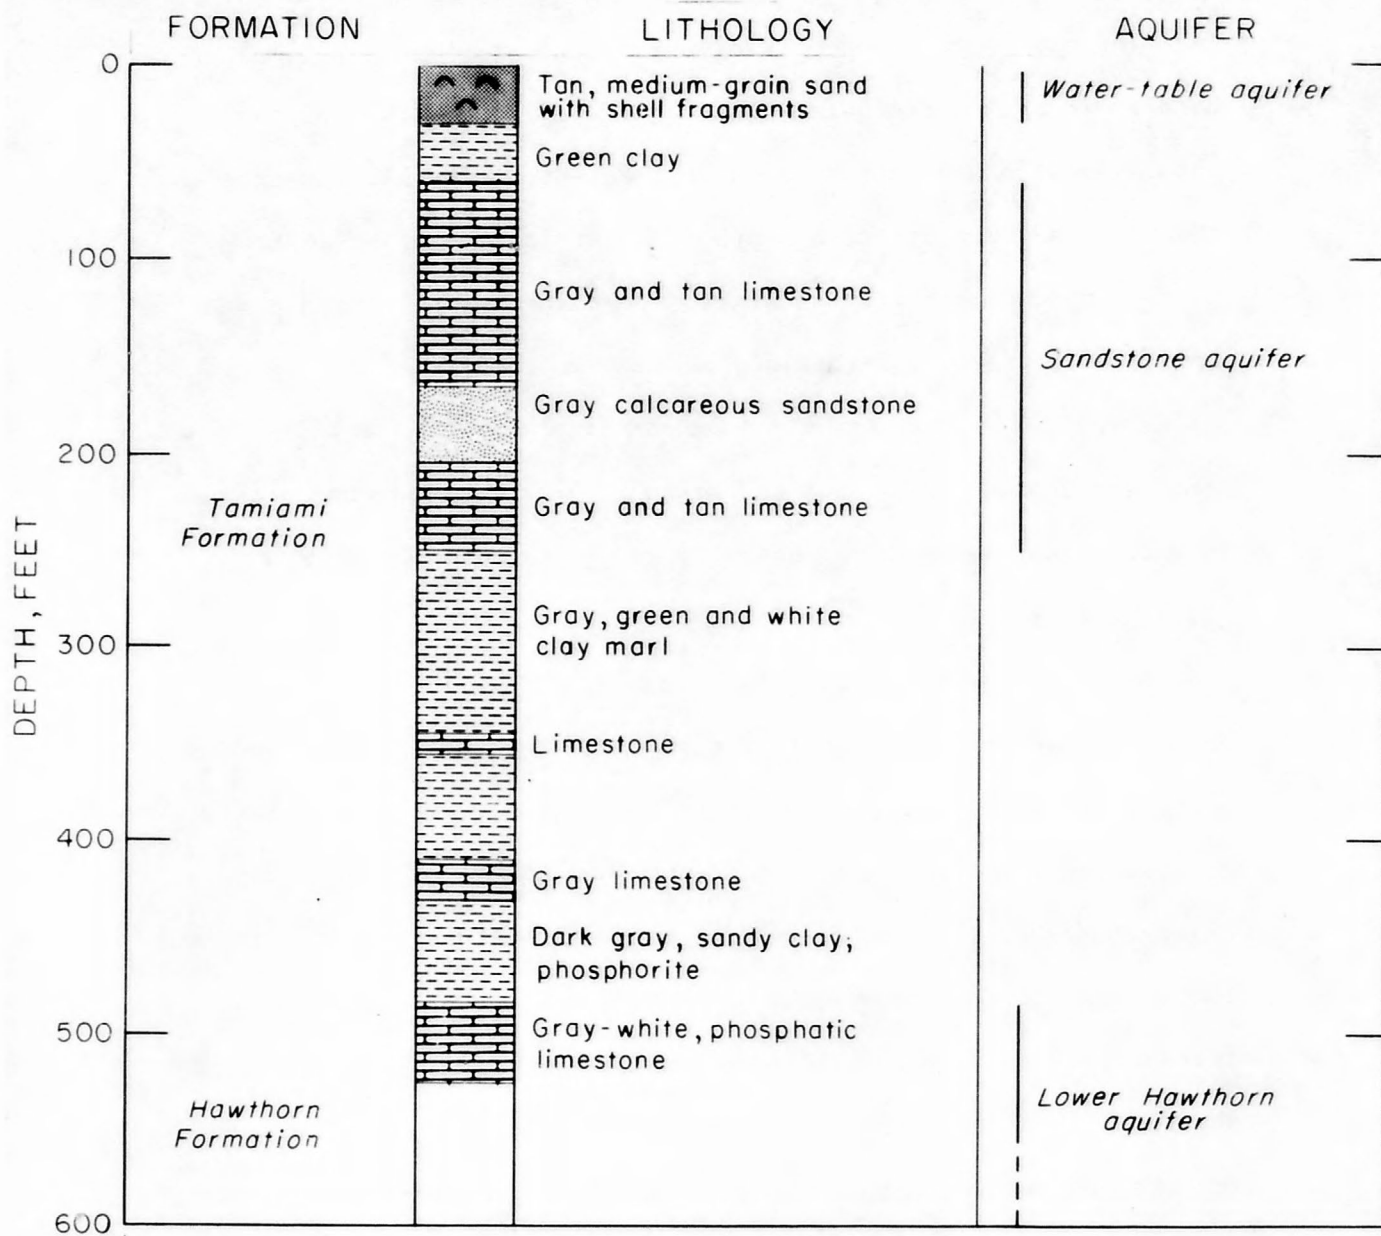 FORMATION
LITHOLOGY
AQUIFER
0
Tan, medium-grain sand
with shell fragments
Water-table aquifer
Green clay
100
Gray and tan limestone
Sandstone aquifer
Gray calcareous sandstone
200
Tamiami
Formation
Gray and tan limestone
DEPTH, FEET
Gray, green and white
clay marl
300
Limestone
400
Gray limestone
Dark gray, sandy clay;
phosphorite
500
Gray-white, phosphatic
limestone
Hawthorn
Formation
Lower Hawthorn
aquifer
600